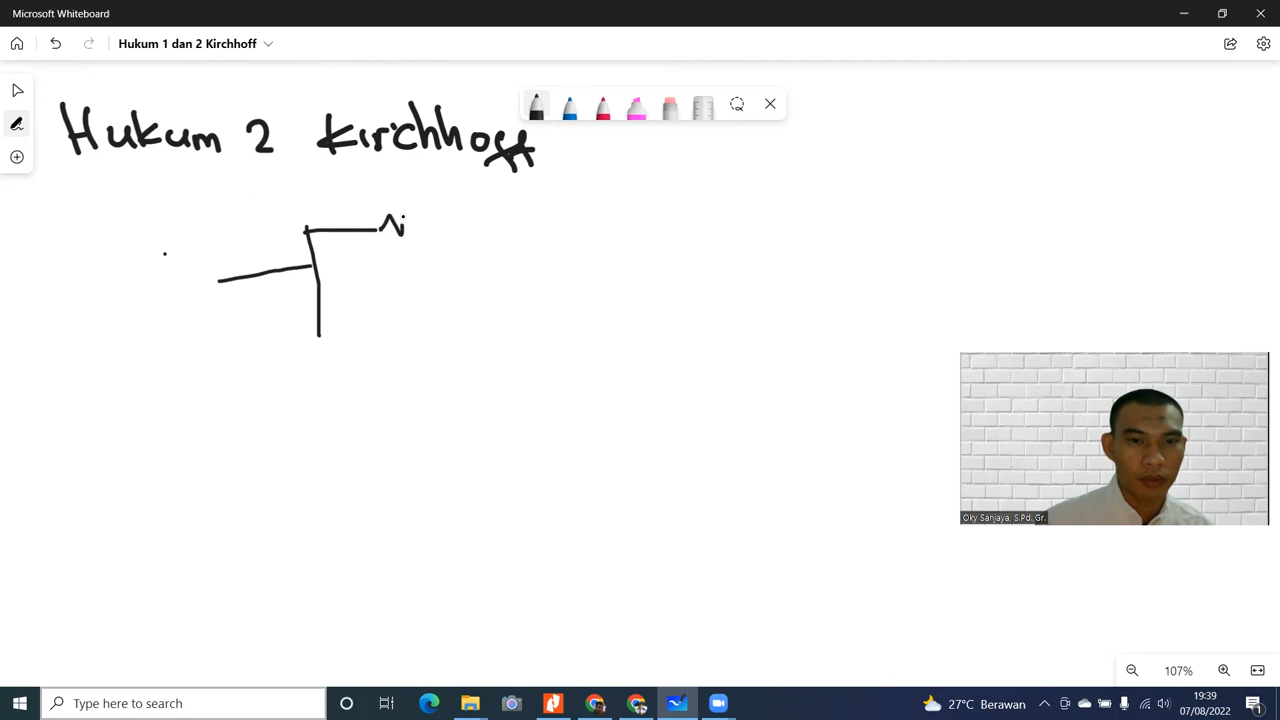 Microsoft Whiteboard
Hukum 1 dan 2 Kirchhoff
Hukum 2 Kirchhoff
Oky Sanjaya, S.Pd. Gr.
107%
Type here to search
27°C Berawan
19:39
07/08/2022
1